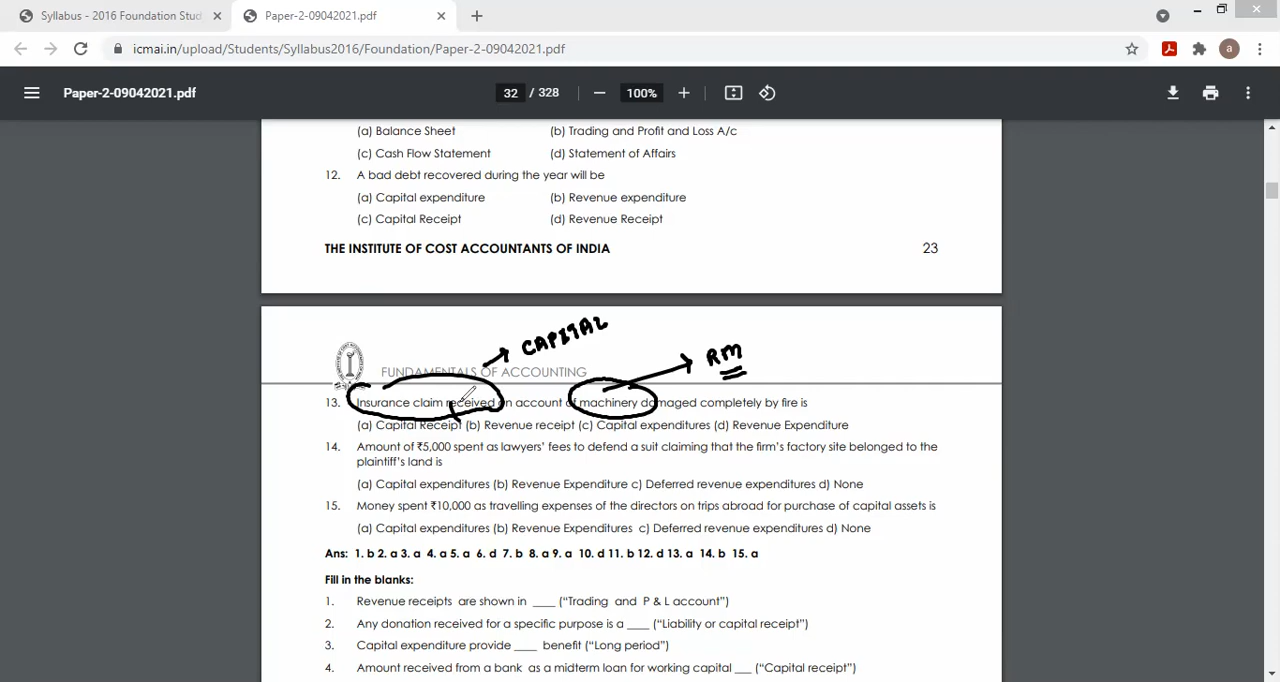 Syllabus - 2016 Foundation Stud
Paper-2-09042021.pdf
icmai.in/upload/Students/Syllabus2016/Foundation/Paper-2-09042021.pdf
a
Paper-2-09042021.pdf
32 / 328
100%
(a) Balance Sheet (b) Trading and Profit and Loss A/c
(c) Cash Flow Statement (d) Statement of Affairs
12. A bad debt recovered during the year will be
(a) Capital expenditure (b) Revenue expenditure
(c) Capital Receipt (d) Revenue Receipt
THE INSTITUTE OF COST ACCOUNTANTS OF INDIA 23
CAPITAL
RM
FUNDAMENTALS OF ACCOUNTING
13. Insurance claim received on account of machinery damaged completely by fire is
(a) Capital Receipt (b) Revenue receipt (c) Capital expenditures (d) Revenue Expenditure
14. Amount of ₹5,000 spent as lawyers’ fees to defend a suit claiming that the firm’s factory site belonged to the
plaintiff’s land is
(a) Capital expenditures (b) Revenue Expenditure c) Deferred revenue expenditures d) None
15. Money spent ₹10,000 as travelling expenses of the directors on trips abroad for purchase of capital assets is
(a) Capital expenditures (b) Revenue Expenditures c) Deferred revenue expenditures d) None
Ans: 1. b 2. a 3. a 4. a 5. a 6. d 7. b 8. a 9. a 10. d 11. b 12. d 13. a 14. b 15. a
Fill in the blanks:
1. Revenue receipts are shown in ____ (“Trading and P & L account”)
2. Any donation received for a specific purpose is a ____ (“Liability or capital receipt”)
3. Capital expenditure provide ____ benefit (“Long period”)
4. Amount received from a bank as a midterm loan for working capital ___ (“Capital receipt”)